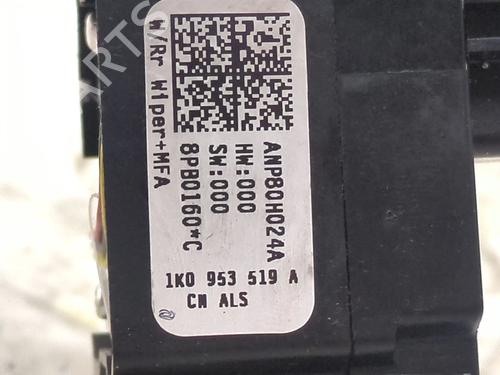 W/Rr Wiper+MFA
ANP80H024A
HW:000
SW:000
8PB0160*C
1K0 953 519 A
CN ALS